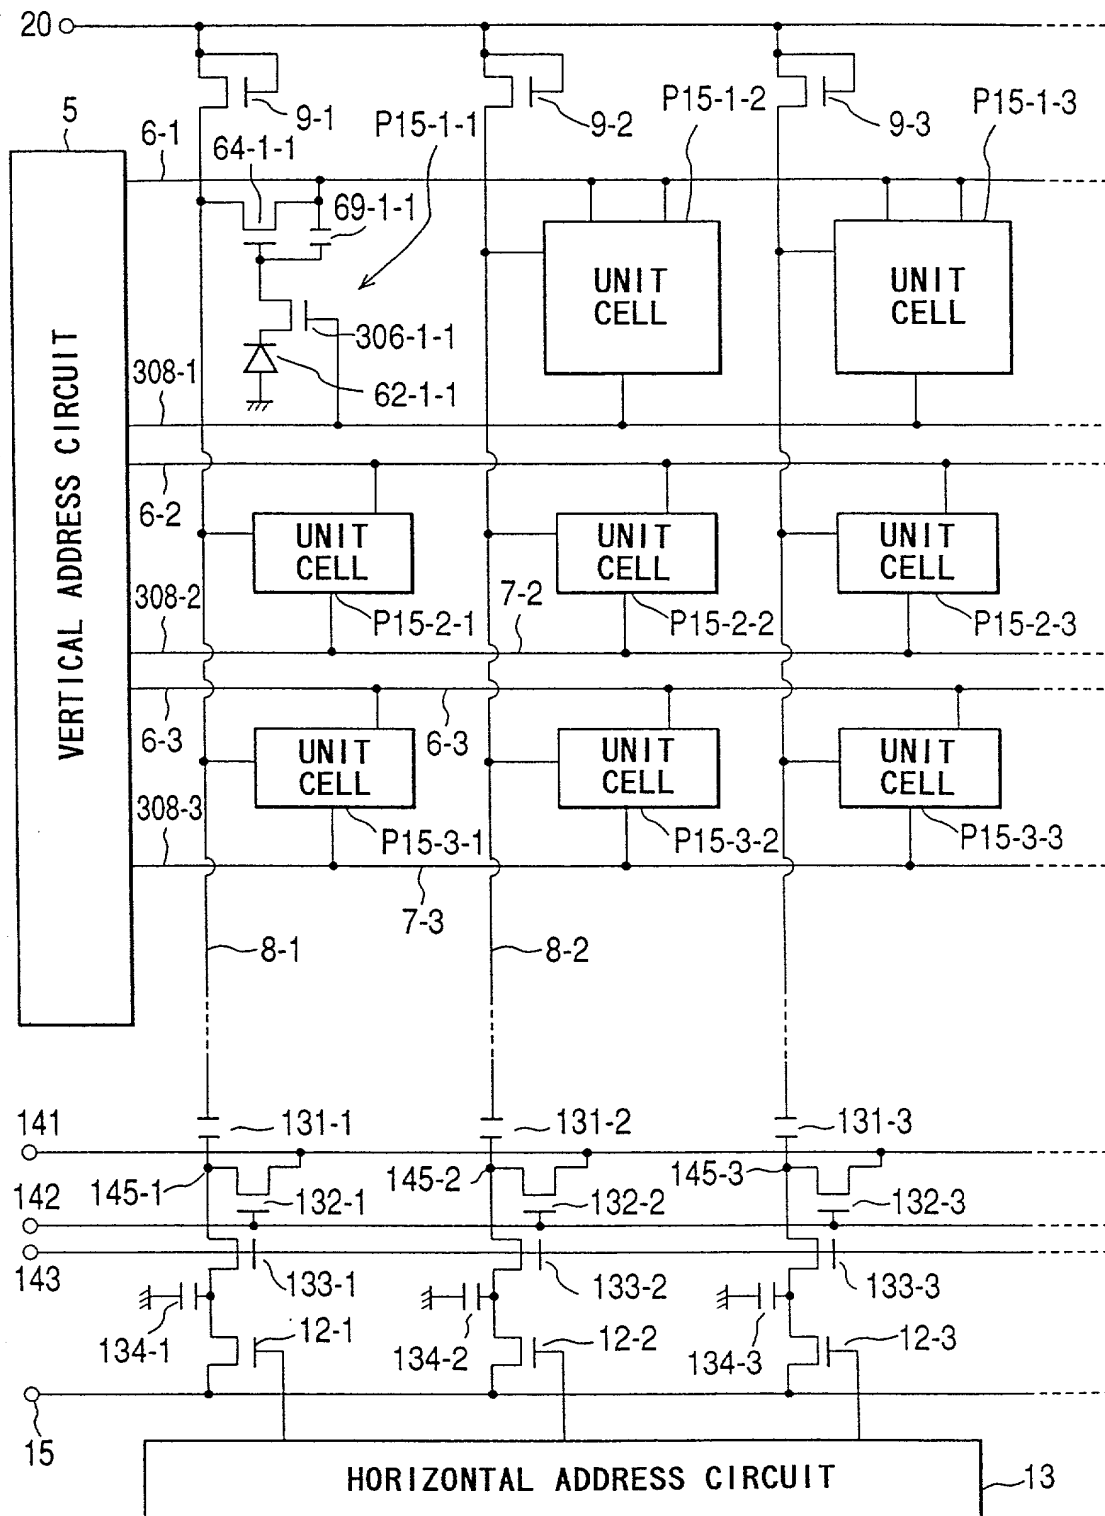 20
9-1
P15-1-1
9-2
P15-1-2
9-3
P15-1-3
5
6-1
64-1-1
69-1-1
UNIT
CELL
UNIT
CELL
306-1-1
308-1
62-1-1
VERTICAL ADDRESS CIRCUIT
6-2
UNIT
CELL
UNIT
CELL
UNIT
CELL
308-2
P15-2-1
7-2
P15-2-2
P15-2-3
6-3
6-3
UNIT
CELL
UNIT
CELL
UNIT
CELL
308-3
P15-3-1
P15-3-2
P15-3-3
7-3
8-1
8-2
141
131-1
131-2
131-3
145-1
145-2
145-3
142
132-1
132-2
132-3
143
133-1
133-2
133-3
134-1
12-1
134-2
12-2
134-3
12-3
15
HORIZONTAL ADDRESS CIRCUIT
13